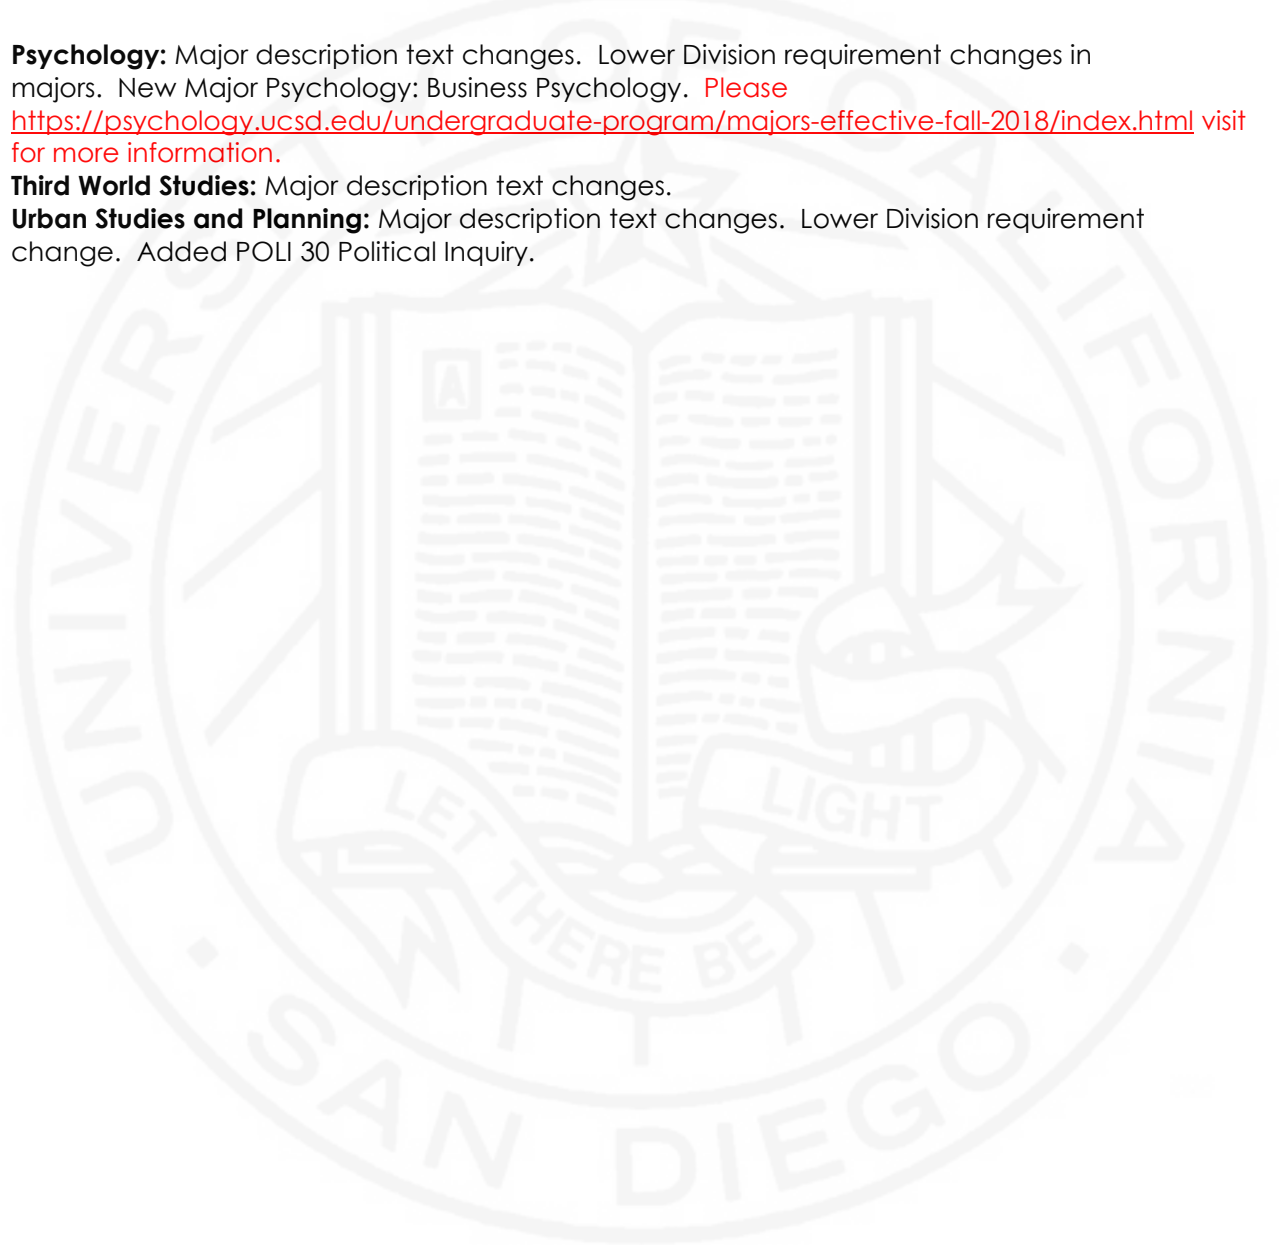 Psychology: Major description text changes.  Lower Division requirement changes in
majors.  New Major Psychology: Business Psychology.  Please
https://psychology.ucsd.edu/undergraduate-program/majors-effective-fall-2018/index.html visit
for more information.
Third World Studies: Major description text changes.
Urban Studies and Planning: Major description text changes.  Lower Division requirement
change.  Added POLI 30 Political Inquiry.
UNIVERSITY OF CALIFORNIA
A
LET THERE BE LIGHT
· SAN DIEGO ·